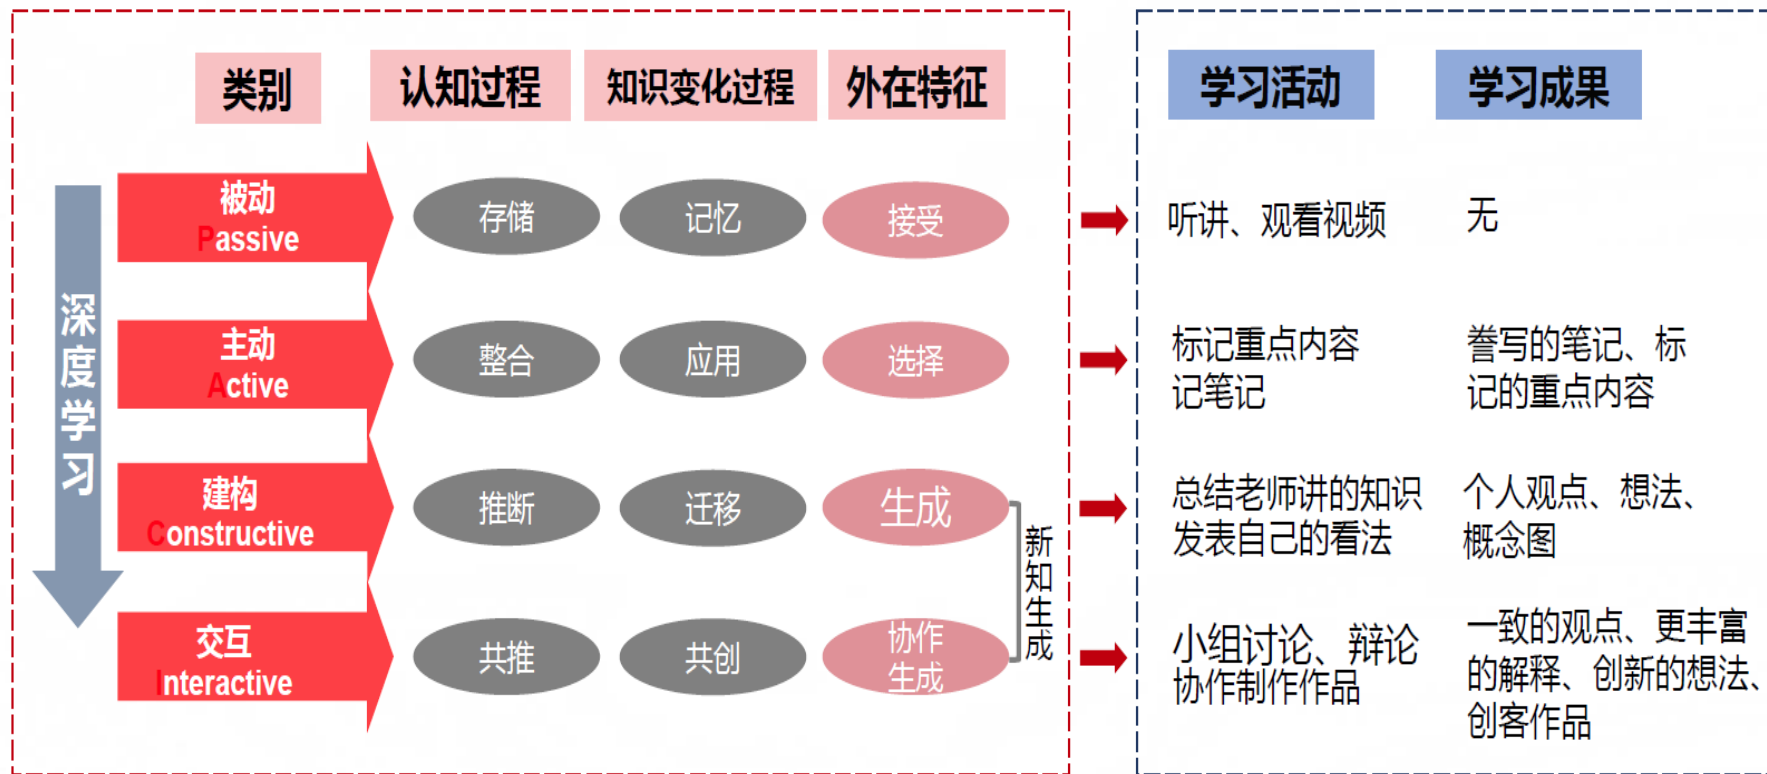 类别
认知过程
知识变化过程
外在特征
学习活动
学习成果
深度学习
被动
Passive
存储
记忆
接受
听讲、观看视频
无
主动
Active
整合
应用
选择
标记重点内容
记笔记
誊写的笔记、标
记的重点内容
建构
Constructive
推断
迁移
生成
总结老师讲的知识
发表自己的看法
个人观点、想法、
概念图
新知生成
交互
Interactive
共推
共创
协作
生成
小组讨论、辩论
协作制作作品
一致的观点、更丰富
的解释、创新的想法、
创客作品